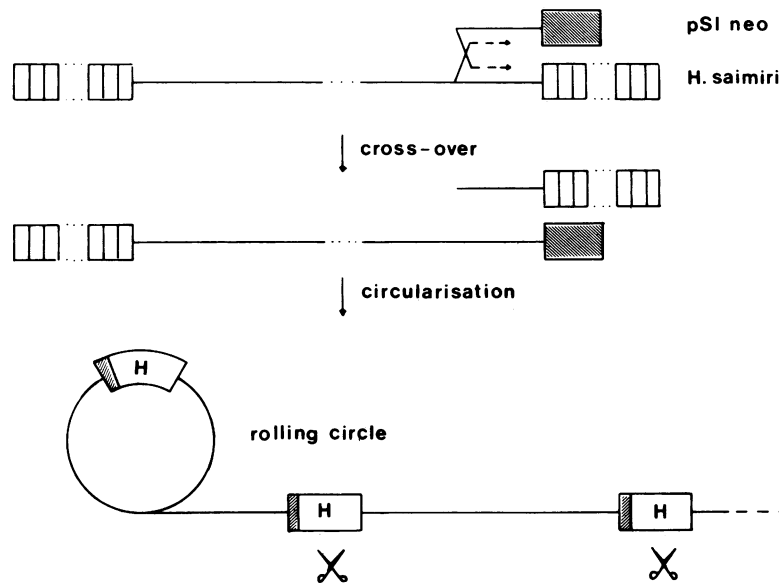 pSI neo
H. saimiri
cross-over
circularisation
H
rolling circle
H
H